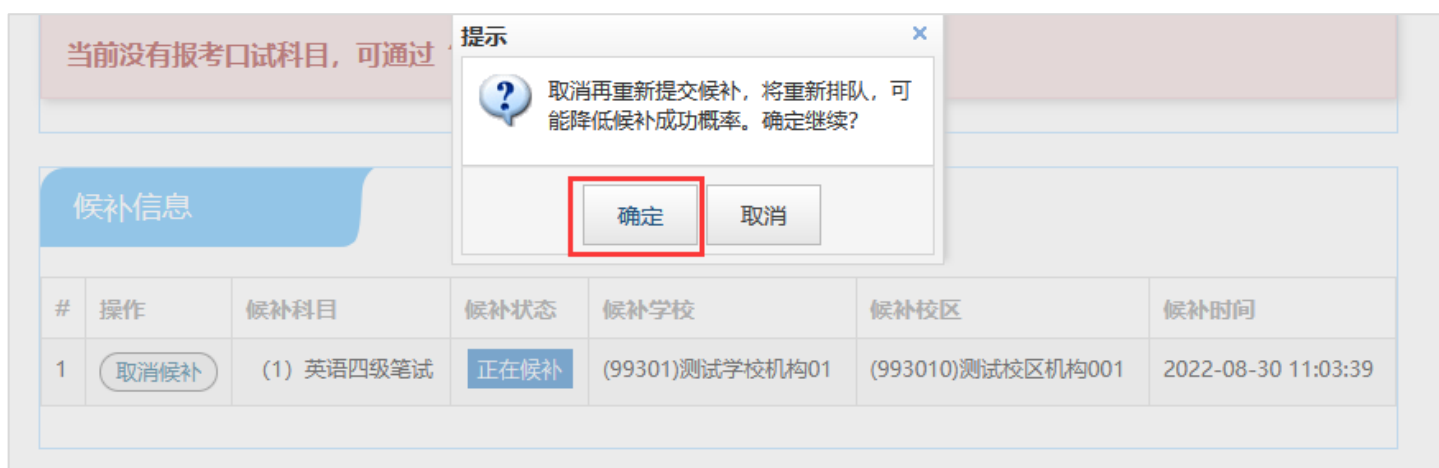 提示
×
当前没有报考口试科目，可通过
取消再重新提交候补，将重新排队，可
能降低候补成功概率。确定继续?
确定 取消
候补信息
# 操作 候补科目 候补状态 候补学校 候补校区 候补时间
1 取消候补 (1) 英语四级笔试 正在候补 (99301)测试学校机构01 (993010)测试校区机构001 2022-08-30 11:03:39